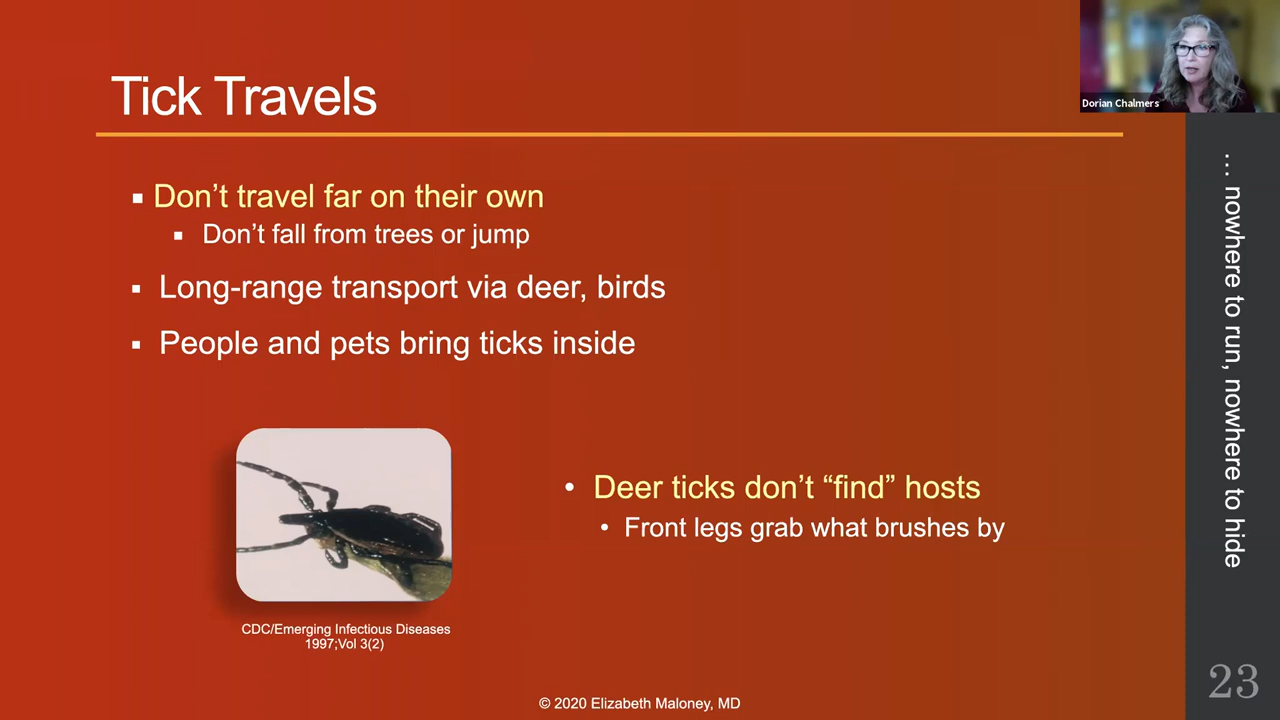 Tick Travels
Dorian Chalmers
Don’t travel far on their own
Don’t fall from trees or jump
Long-range transport via deer, birds
People and pets bring ticks inside
Deer ticks don’t “find” hosts
Front legs grab what brushes by
CDC/Emerging Infectious Diseases
1997;Vol 3(2)
© 2020 Elizabeth Maloney, MD
… nowhere to run, nowhere to hide
23